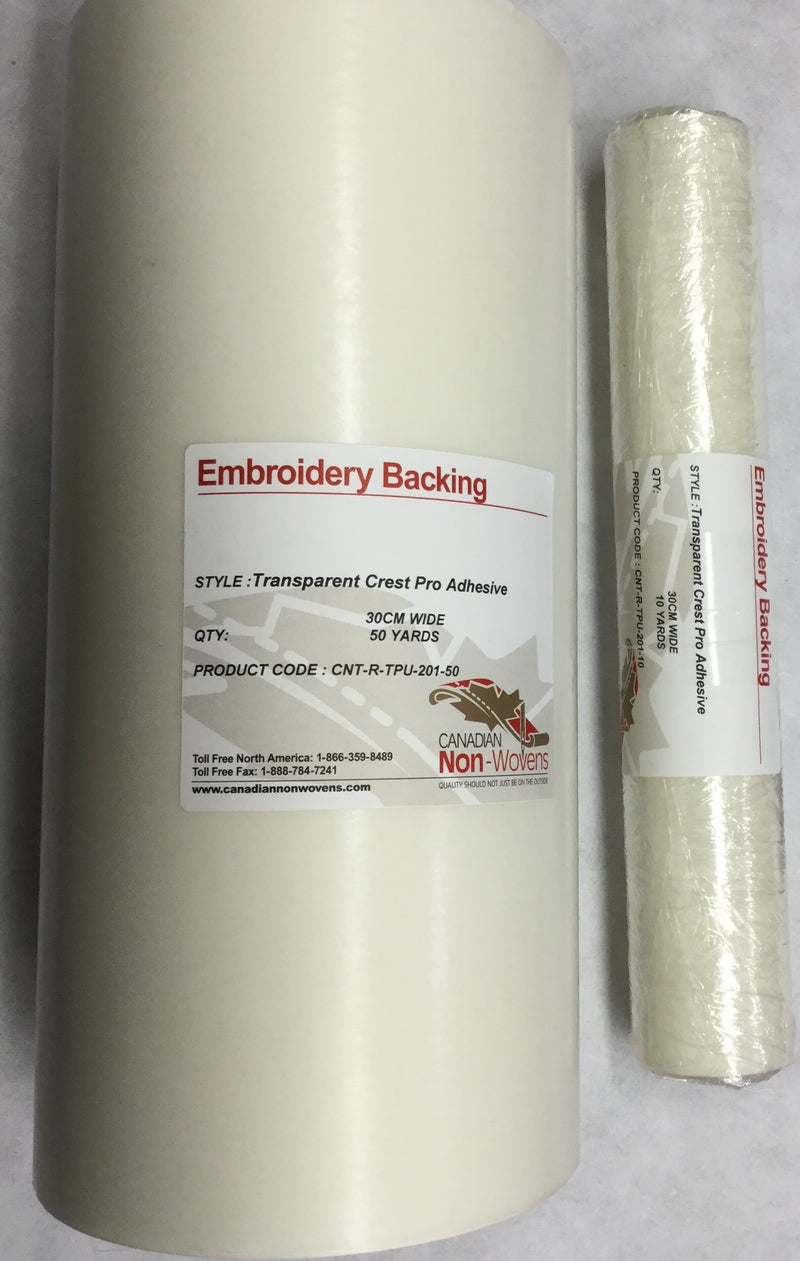 Embroidery Backing
STYLE :Transparent Crest Pro Adhesive
30CM WIDE
QTY: 50 YARDS
PRODUCT CODE : CNT-R-TPU-201-50
CANADIAN
Non-Wovens
QUALITY SHOULD NOT JUST BE ON THE OUTSIDE
Toll Free North America: 1-866-359-8489
Toll Free Fax: 1-888-784-7241
www.canadiannonwovens.com
Embroidery Backing
STYLE :Transparent Crest Pro Adhesive
30CM WIDE
QTY: 10 YARDS
PRODUCT CODE : CNT-R-TPU-201-10